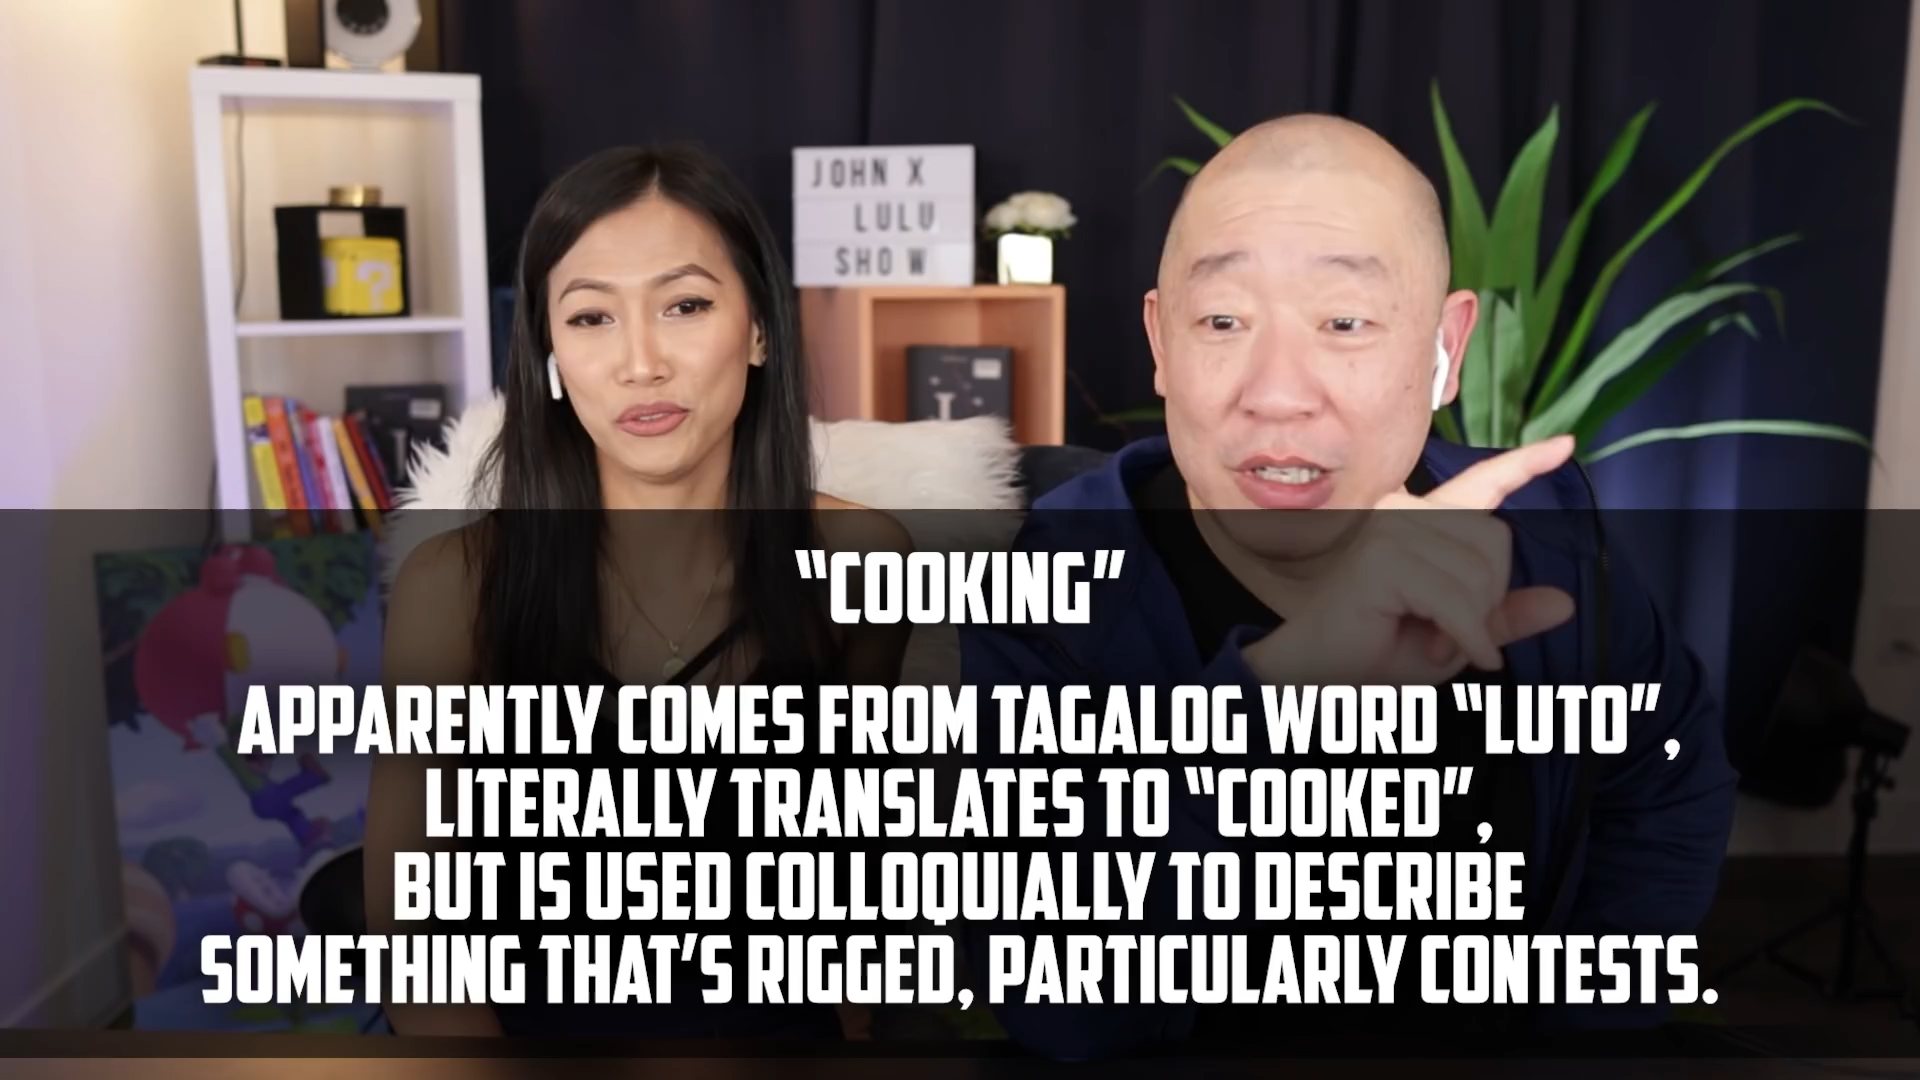 JOHN X
LULU
SHOW
?
"COOKING"
APPARENTLY COMES FROM TAGALOG WORD "LUTO",
LITERALLY TRANSLATES TO "COOKED",
BUT IS USED COLLOQUIALLY TO DESCRIBE
SOMETHING THAT'S RIGGED, PARTICULARLY CONTESTS.